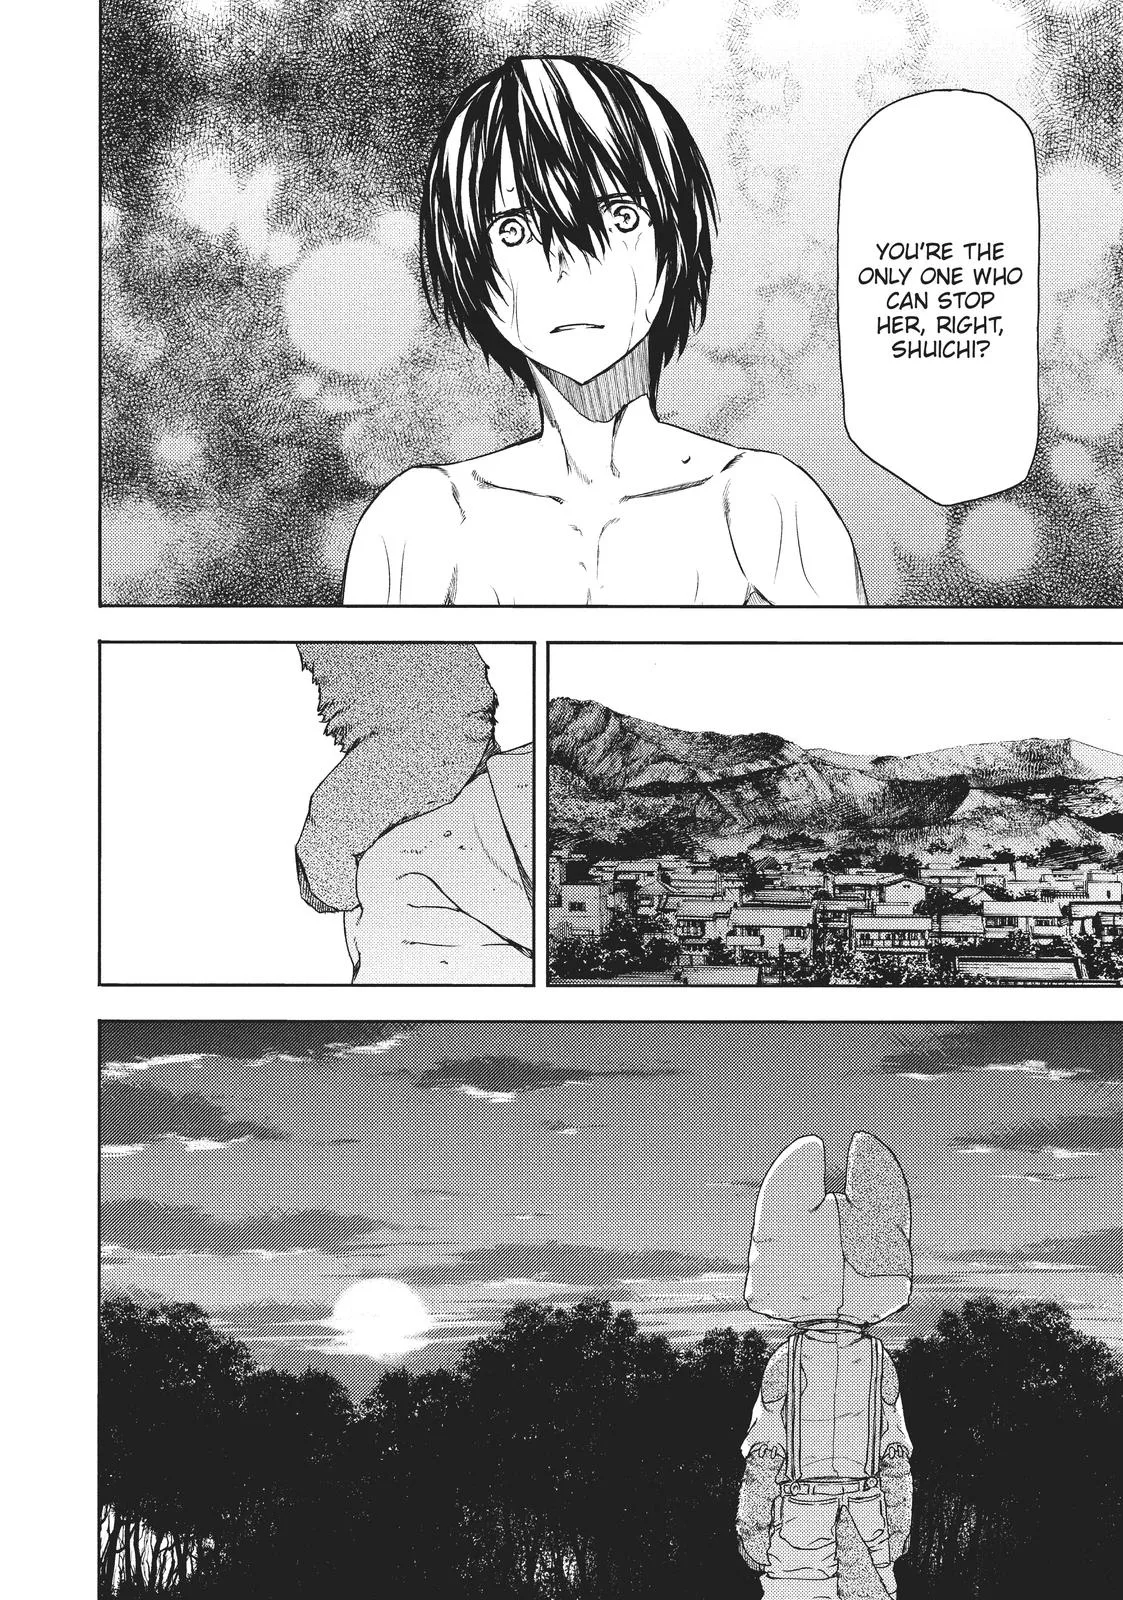 YOU'RE THE
ONLY ONE WHO
CAN STOP
HER, RIGHT,
SHUICHI?